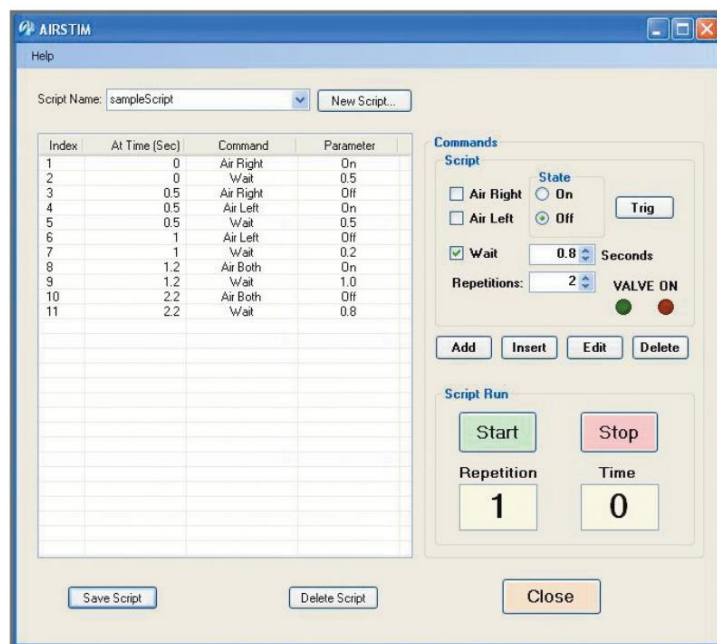 AIRSTIM
Help
Script Name: sampleScript New Script...
Index At Time (Sec) Command Parameter
1 0 Air Right On
2 0 Wait 0.5
3 0.5 Air Right Off
4 0.5 Air Left On
5 0.5 Wait 0.5
6 1 Air Left Off
7 1 Wait 0.2
8 1.2 Air Both On
9 1.2 Wait 1.0
10 2.2 Air Both Off
11 2.2 Wait 0.8
Commands
Script
State
Air Right On
Air Left Off
Trig
Wait 0.8 Seconds
Repetitions: 2 VALVE ON
Add Insert Edit Delete
Script Run
Start Stop
Repetition Time
1 0
Save Script Delete Script Close